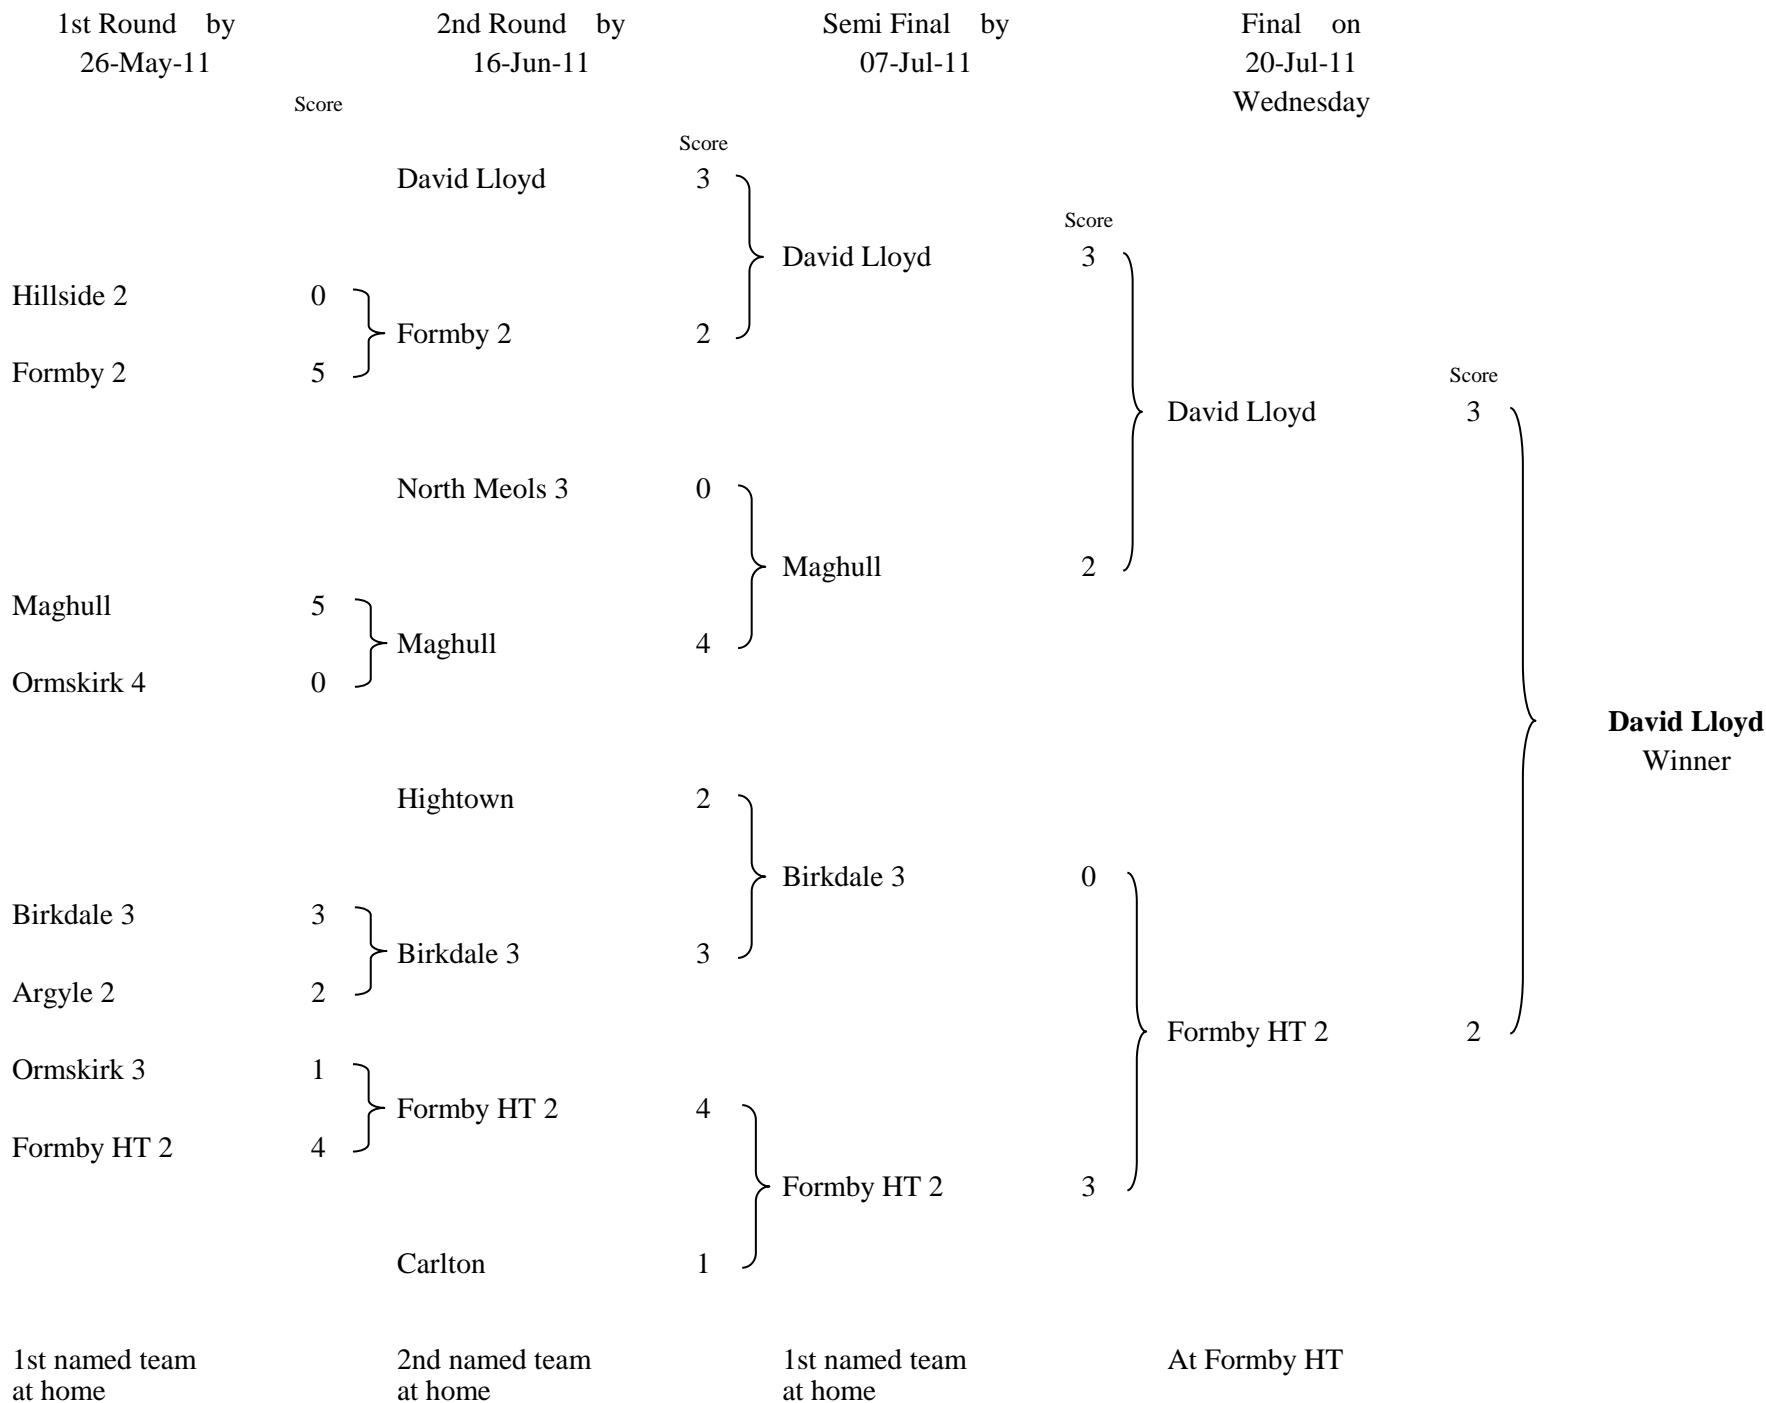 1st Round by 2nd Round by Semi Final by Final on
26-May-11 16-Jun-11 07-Jul-11 20-Jul-11
Score Wednesday
Score
David Lloyd 3
Score
David Lloyd 3
Hillside 2 0
Formby 2 2
Formby 2 5
Score
David Lloyd 3
North Meols 3 0
Maghull 2
Maghull 5
Maghull 4
Ormskirk 4 0
David Lloyd
Winner
Hightown 2
Birkdale 3 0
Birkdale 3 3
Birkdale 3 3
Argyle 2 2
Formby HT 2 2
Ormskirk 3 1
Formby HT 2 4
Formby HT 2 4
Formby HT 2 3
Carlton 1
1st named team 2nd named team 1st named team At Formby HT
at home at home at home